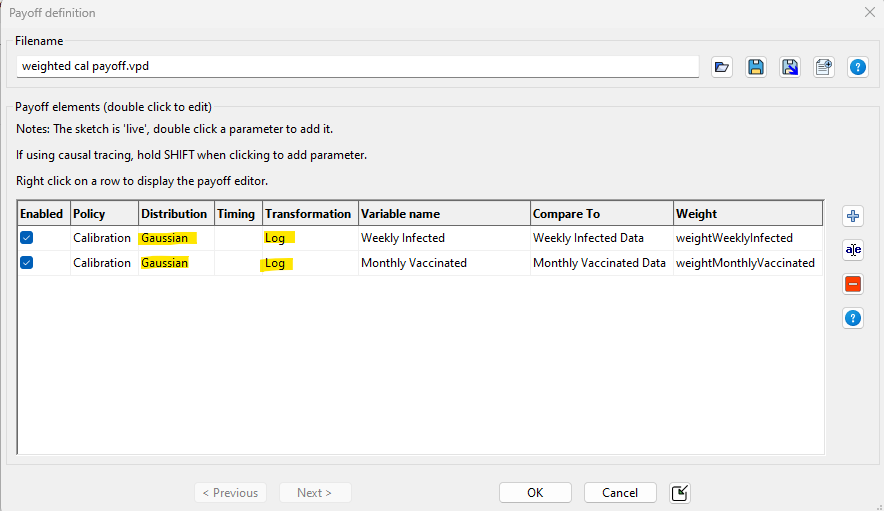 Payoff definition
Filename
weighted cal payoff.vpd
Payoff elements (double click to edit)
Notes: The sketch is 'live', double click a parameter to add it.
If using causal tracing, hold SHIFT when clicking to add parameter.
Right click on a row to display the payoff editor.
Enabled Policy Distribution Timing Transformation Variable name Compare To Weight
Calibration Gaussian Log Weekly Infected Weekly Infected Data weightWeeklyInfected
Calibration Gaussian Log Monthly Vaccinated Monthly Vaccinated Data weightMonthlyVaccinated
< Previous Next > OK Cancel